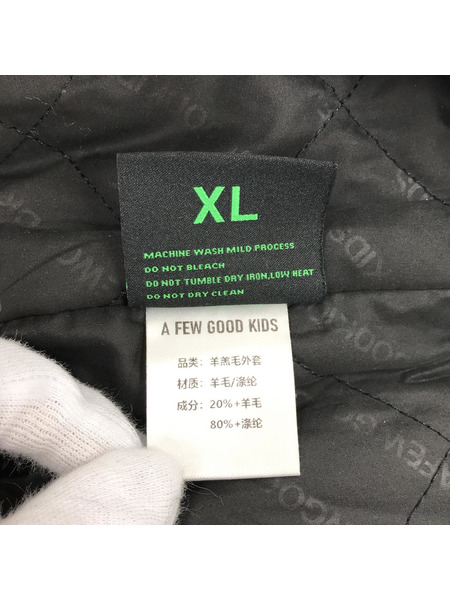 XL
MACHINE WASH MILD PROCESS
DO NOT BLEACH
DO NOT TUMBLE DRY IRON,LOW HEAT
DO NOT DRY CLEAN
A FEW GOOD KIDS
品类: 羊羔毛外套
材质: 羊毛/涤纶
成分: 20%+羊毛
80%+涤纶